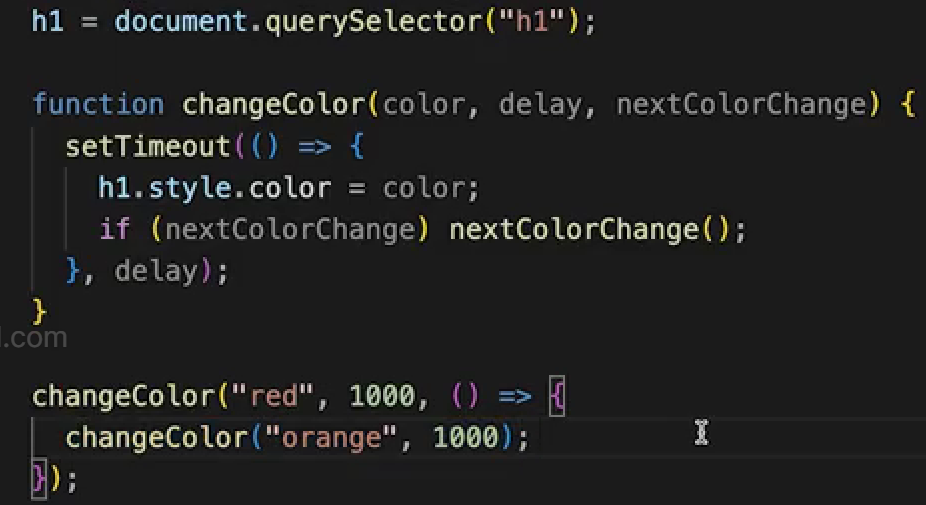 h1 = document.querySelector("h1");
function changeColor(color, delay, nextColorChange) {
setTimeout(() => {
h1.style.color = color;
if (nextColorChange) nextColorChange();
}, delay);
}
.com
changeColor("red", 1000, () => {
changeColor("orange", 1000);
});